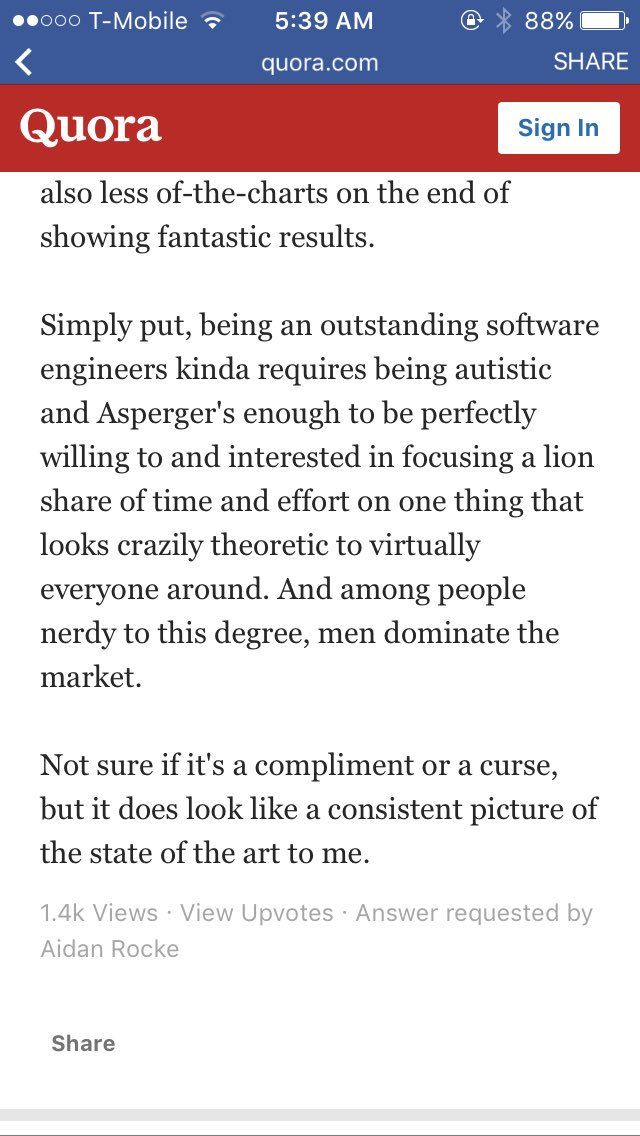 T-Mobile 5:39 AM 88%
quora.com SHARE
Quora Sign In
also less of-the-charts on the end of
showing fantastic results.
Simply put, being an outstanding software
engineers kinda requires being autistic
and Asperger's enough to be perfectly
willing to and interested in focusing a lion
share of time and effort on one thing that
looks crazily theoretic to virtually
everyone around. And among people
nerdy to this degree, men dominate the
market.
Not sure if it's a compliment or a curse,
but it does look like a consistent picture of
the state of the art to me.
1.4k Views · View Upvotes · Answer requested by
Aidan Rocke
Share